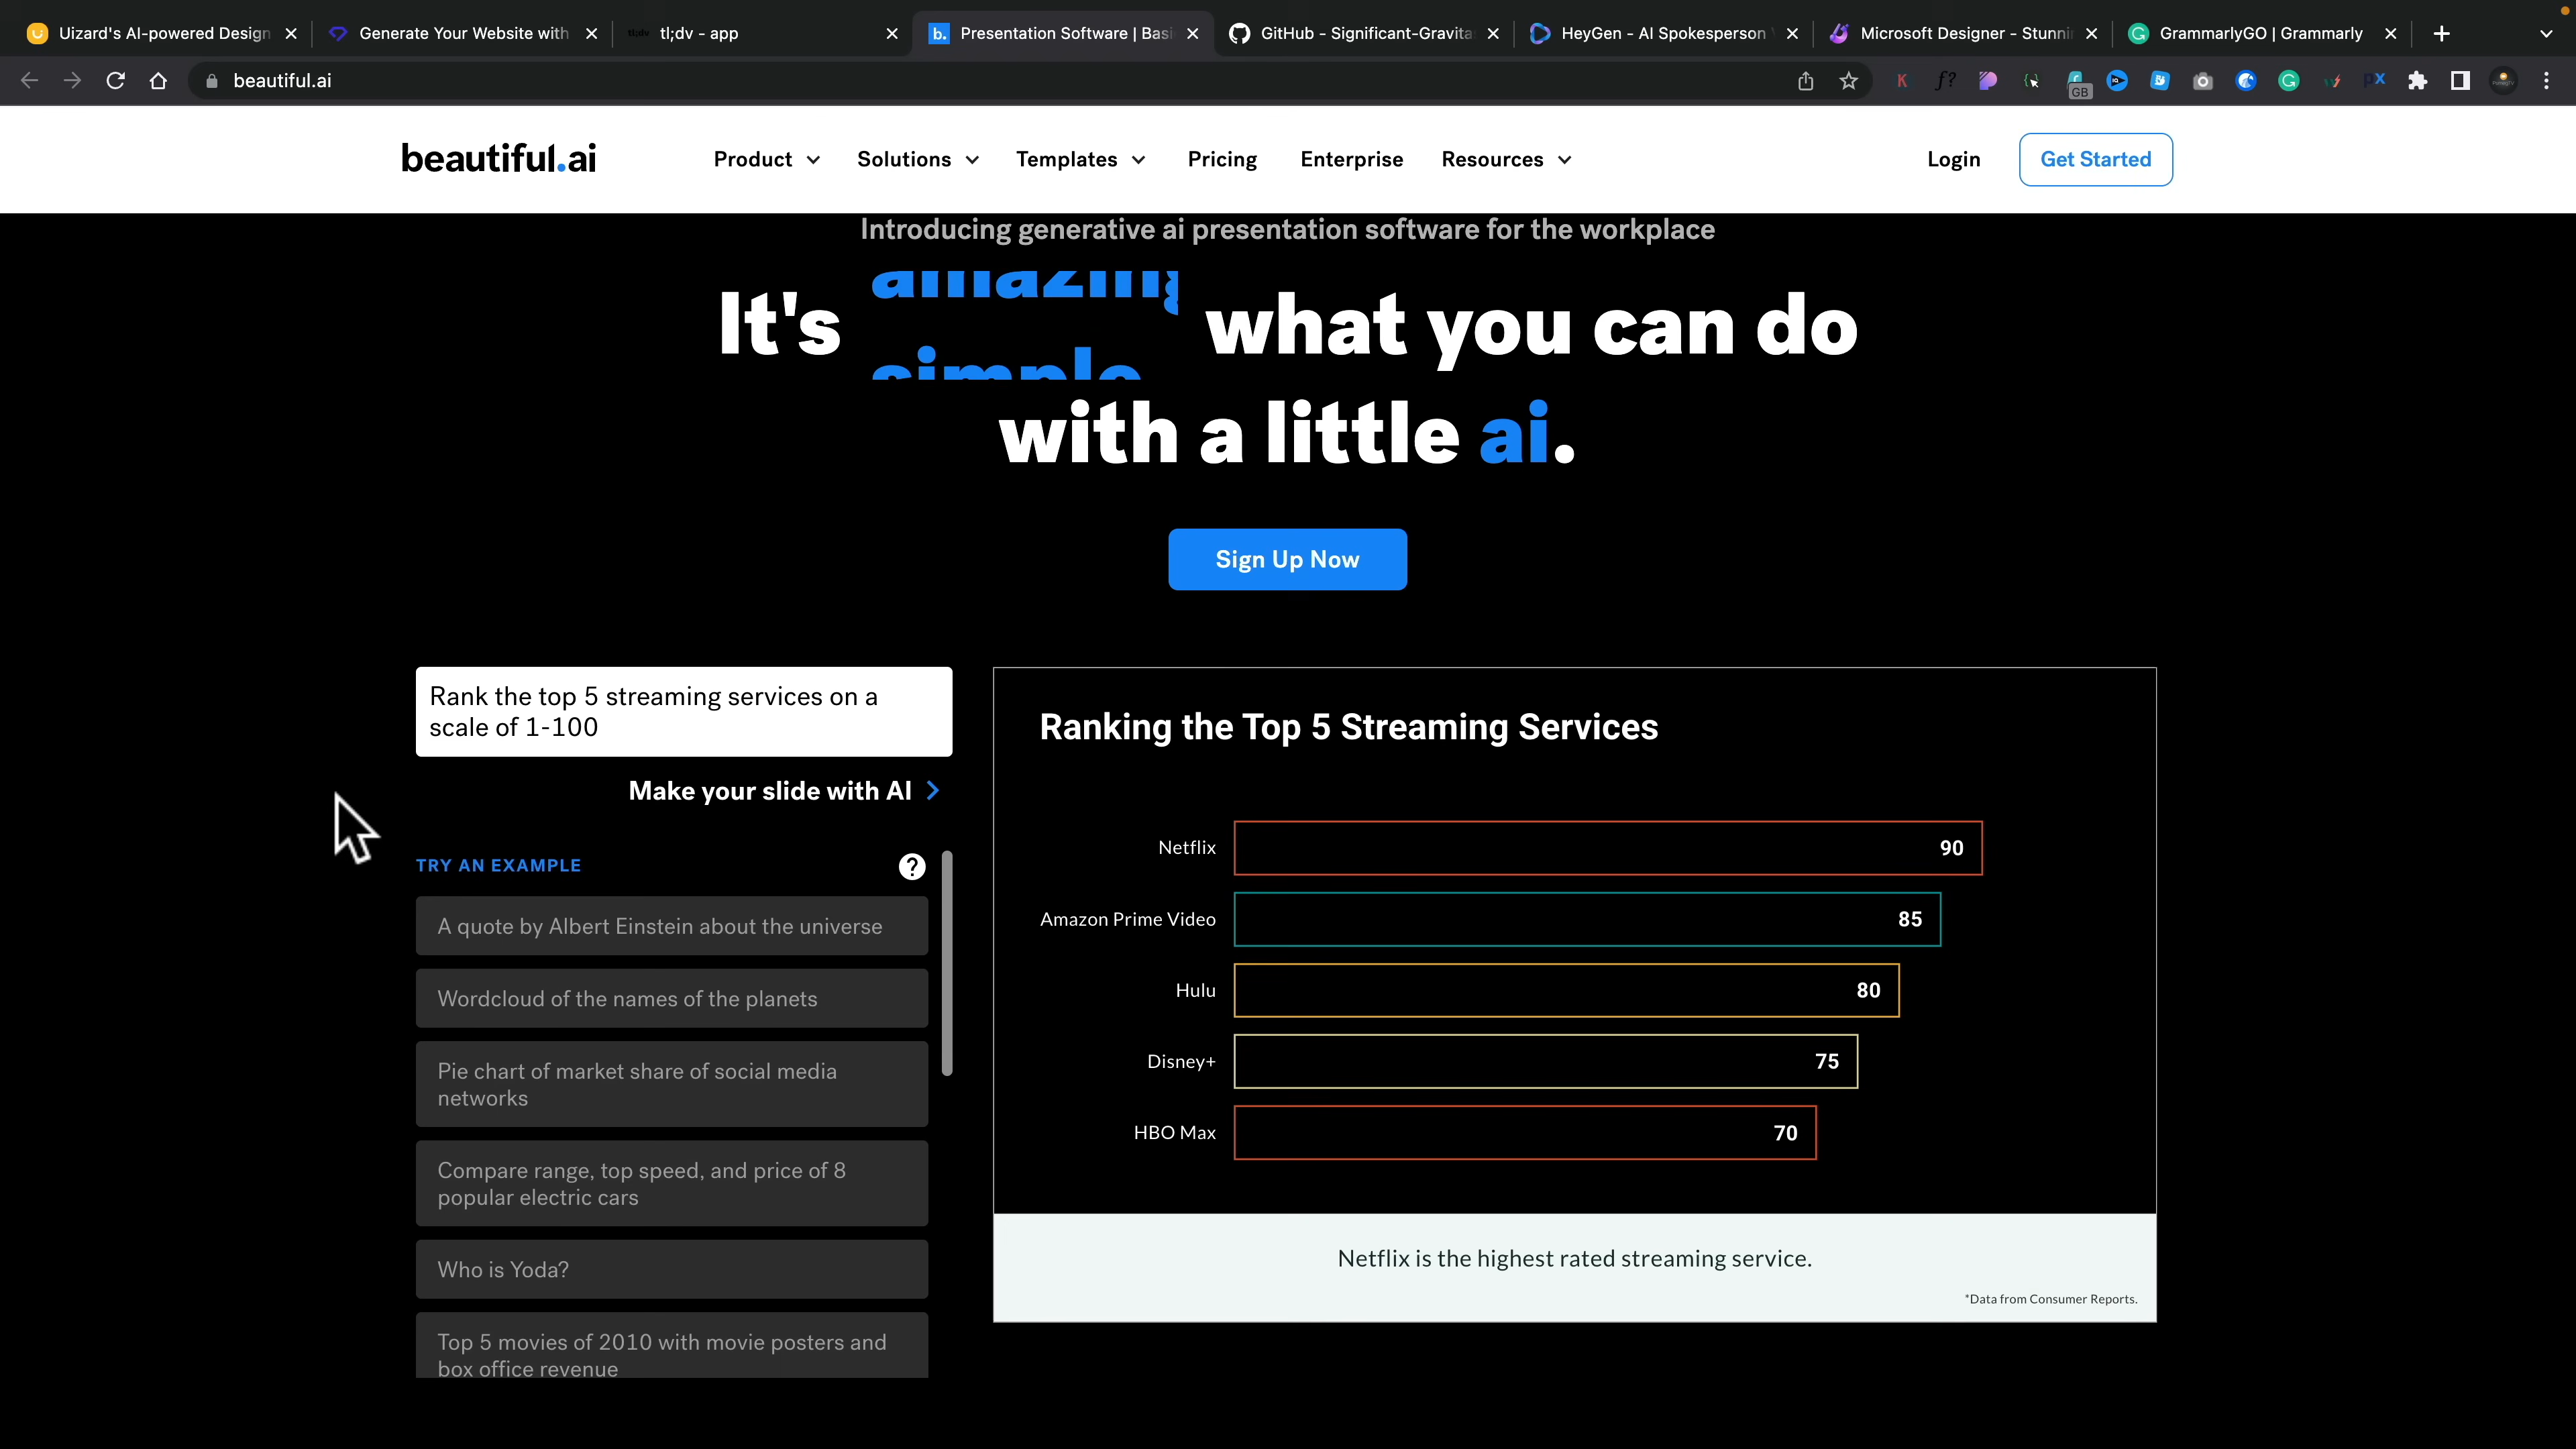 Uizard's AI-powered Design
Generate Your Website with
tl;dv - app
Presentation Software | Basi
GitHub - Significant-Gravita
HeyGen - AI Spokesperson
Microsoft Designer - Stunni
GrammarlyGO | Grammarly
beautiful.ai
GB
beautiful.ai
Product
Solutions
Templates
Pricing
Enterprise
Resources
Login
Get Started
Introducing generative ai presentation software for the workplace
It's amazing simple what you can do
with a little ai.
Sign Up Now
Rank the top 5 streaming services on a
scale of 1-100
Make your slide with AI
TRY AN EXAMPLE
?
A quote by Albert Einstein about the universe
Wordcloud of the names of the planets
Pie chart of market share of social media
networks
Compare range, top speed, and price of 8
popular electric cars
Who is Yoda?
Top 5 movies of 2010 with movie posters and
box office revenue
Ranking the Top 5 Streaming Services
Netflix 90
Amazon Prime Video 85
Hulu 80
Disney+ 75
HBO Max 70
Netflix is the highest rated streaming service.
*Data from Consumer Reports.